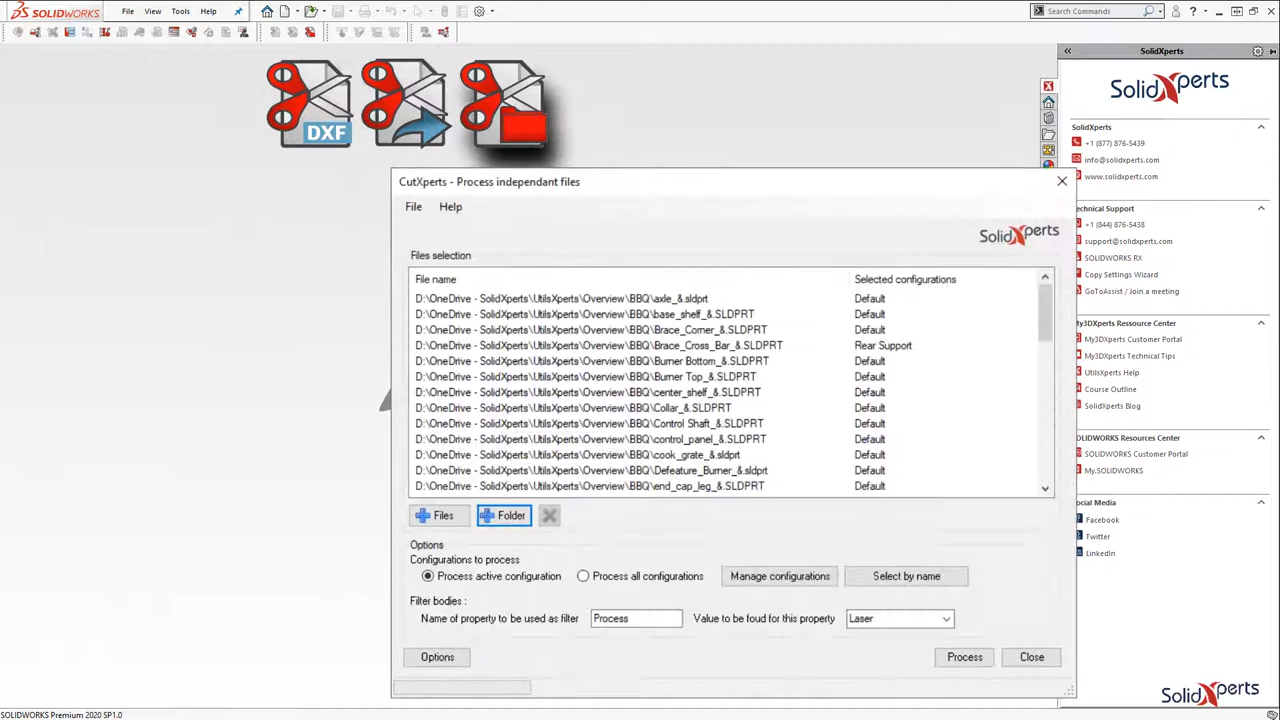 SOLIDWORKS File View Tools Help Search Commands
DXF
CutXperts - Process independant files
File Help
SolidXperts
Files selection
File name Selected configurations
D:\OneDrive - SolidXperts\UtilsXperts\Overview\BBQ\axle_&.sldprt Default
D:\OneDrive - SolidXperts\UtilsXperts\Overview\BBQ\base_shelf_&.SLDPRT Default
D:\OneDrive - SolidXperts\UtilsXperts\Overview\BBQ\Brace_Corner_&.SLDPRT Default
D:\OneDrive - SolidXperts\UtilsXperts\Overview\BBQ\Brace_Cross_Bar_&.SLDPRT Rear Support
D:\OneDrive - SolidXperts\UtilsXperts\Overview\BBQ\Burner Bottom_&.SLDPRT Default
D:\OneDrive - SolidXperts\UtilsXperts\Overview\BBQ\Burner Top_&.SLDPRT Default
D:\OneDrive - SolidXperts\UtilsXperts\Overview\BBQ\center_shelf_&.SLDPRT Default
D:\OneDrive - SolidXperts\UtilsXperts\Overview\BBQ\Collar_&.SLDPRT Default
D:\OneDrive - SolidXperts\UtilsXperts\Overview\BBQ\Control Shaft_&.SLDPRT Default
D:\OneDrive - SolidXperts\UtilsXperts\Overview\BBQ\control_panel_&.SLDPRT Default
D:\OneDrive - SolidXperts\UtilsXperts\Overview\BBQ\cook_grate_&.sldprt Default
D:\OneDrive - SolidXperts\UtilsXperts\Overview\BBQ\Defeature_Burner_&.sldprt Default
D:\OneDrive - SolidXperts\UtilsXperts\Overview\BBQ\end_cap_leg_&.SLDPRT Default
Files Folder
Options
Configurations to process
Process active configuration Process all configurations Manage configurations Select by name
Filter bodies :
Name of property to be used as filter Process Value to be foud for this property Laser
Options Process Close
SolidXperts
SolidXperts
SolidXperts
+1 (877) 876-5439
info@solidxperts.com
www.solidxperts.com
echnical Support
+1 (844) 876-5438
support@solidxperts.com
SOLIDWORKS RX
Copy Settings Wizard
GoToAssist / Join a meeting
My3DXperts Ressource Center
My3DXperts Customer Portal
My3DXperts Technical Tips
UtilsXperts Help
Course Outline
SolidXperts Blog
OLIDWORKS Resources Center
SOLIDWORKS Customer Portal
My.SOLIDWORKS
ocial Media
Facebook
Twitter
LinkedIn
SolidXperts
SOLIDWORKS Premium 2020 SP1.0